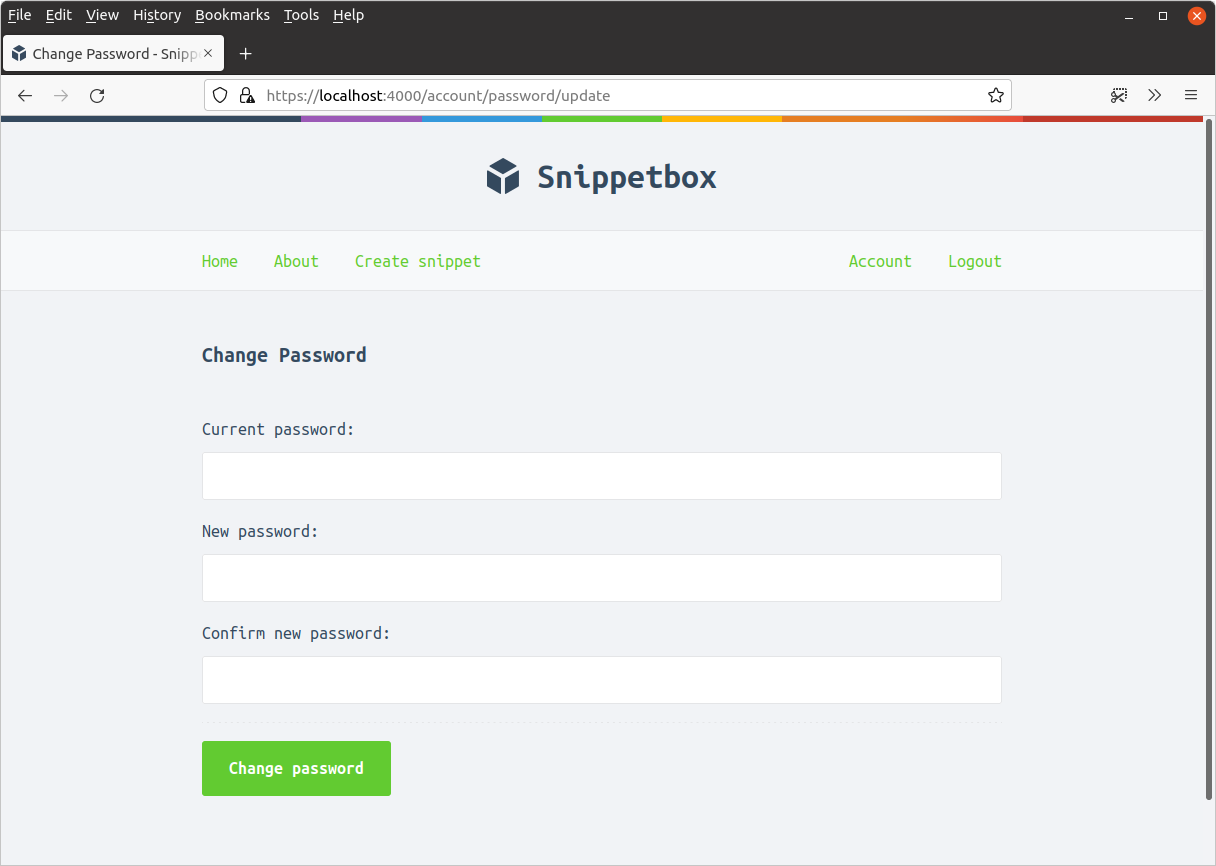 File Edit View History Bookmarks Tools Help
Change Password - Snipp
https://localhost:4000/account/password/update
Snippetbox
Home About Create snippet Account Logout
Change Password
Current password:
New password:
Confirm new password:
Change password